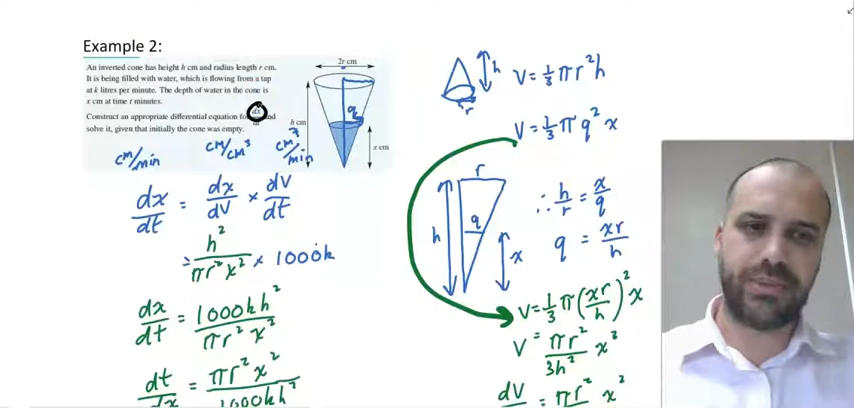 Example 2:
An inverted cone has height h cm and radius length r cm.
It is being filled with water, which is flowing from a tap
at k litres per minute. The depth of water in the cone is
x cm at time t minutes.
Construct an appropriate differential equation for dx/dt and
solve it, given that initially the cone was empty.
2r cm
q
h cm
x cm
cm/min cm/cm³ cm³/min
dx/dt = dx/dV × dV/dt
= h²/πr²x² × 1000k
dx/dt = 1000kh²/πr²x²
dt/dx = πr²x²/1000kh²
h
r
V = 1/3 πr²h
V = 1/3 π q² x
r
h
q
x
∴ h/r = x/q
q = xr/h
V = 1/3 π (xr/h)² x
V = πr²/3h² x³
dV = πr² x²